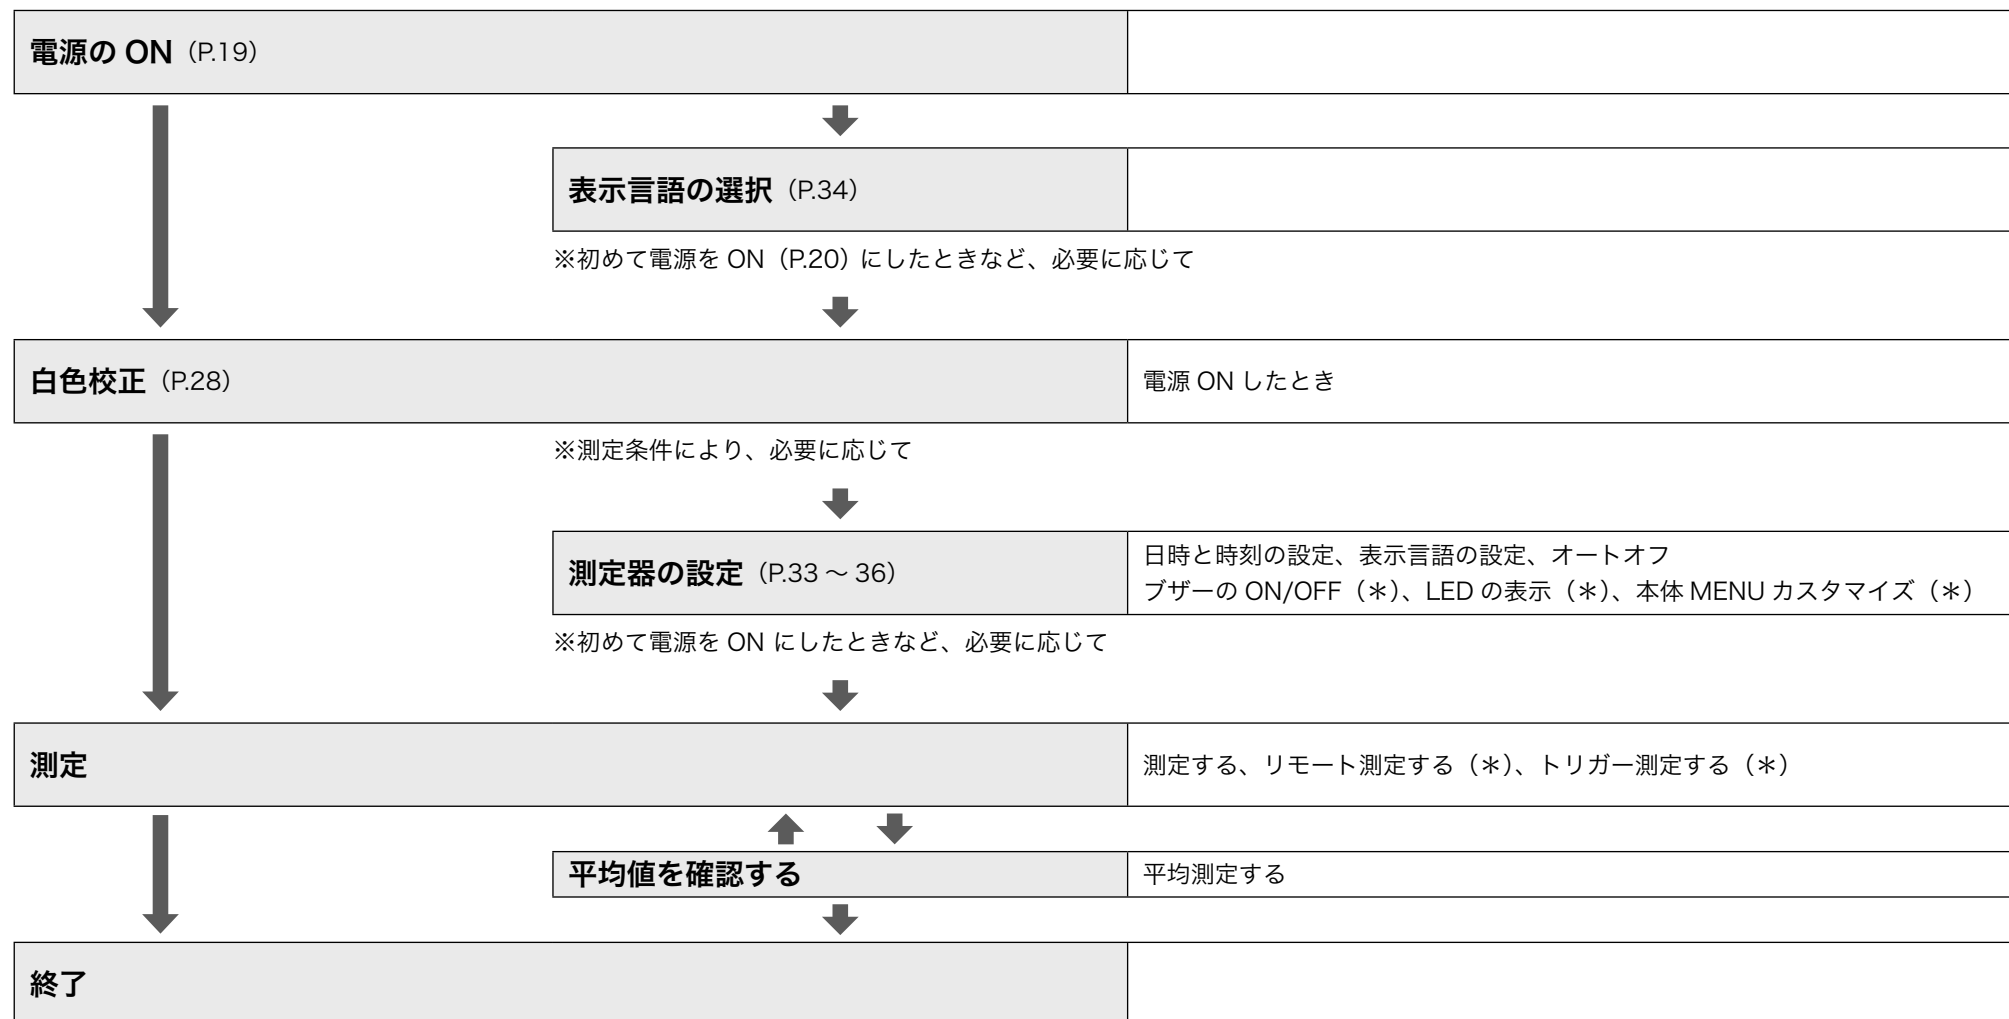 電源の ON（P.19）
表示言語の選択（P.34）
※初めて電源を ON（P.20）にしたときなど、必要に応じて
白色校正（P.28）
電源 ON したとき
※測定条件により、必要に応じて
測定器の設定（P.33 ～ 36）
日時と時刻の設定、表示言語の設定、オートオフ
ブザーの ON/OFF（＊）、LED の表示（＊）、本体 MENU カスタマイズ（＊）
※初めて電源を ON にしたときなど、必要に応じて
測定
測定する、リモート測定する（＊）、トリガー測定する（＊）
平均値を確認する
平均測定する
終了